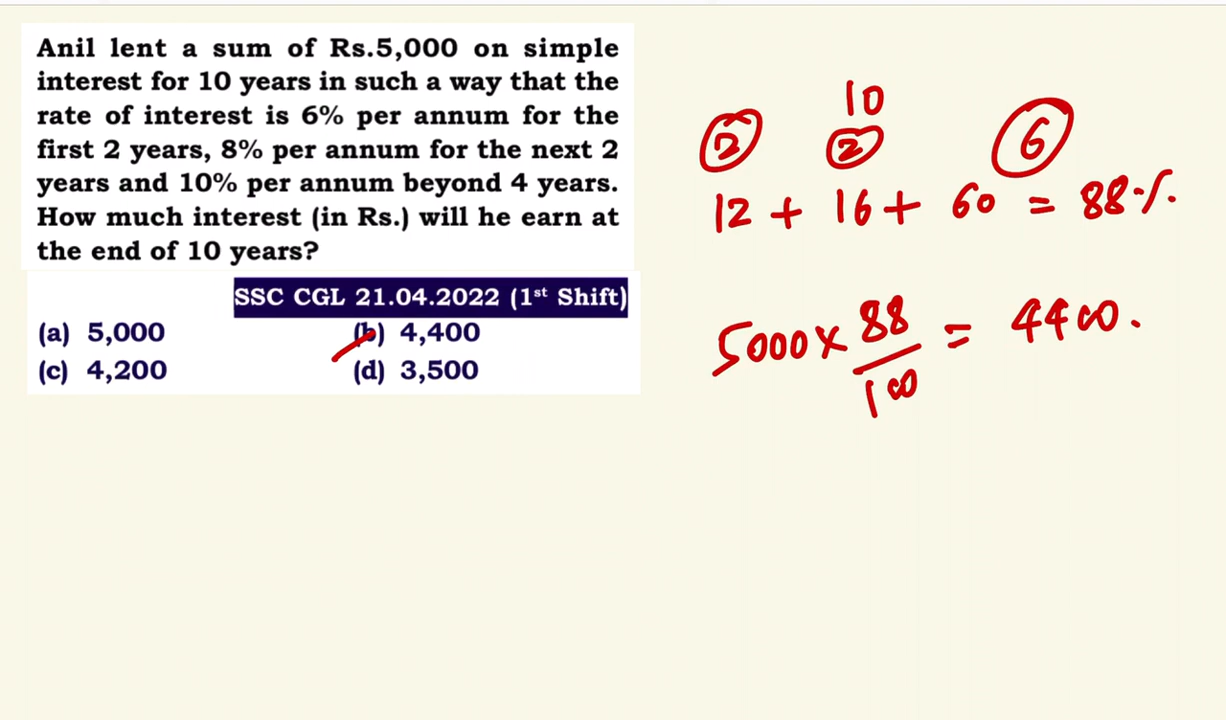 Anil lent a sum of Rs.5,000 on simple
interest for 10 years in such a way that the
rate of interest is 6% per annum for the
first 2 years, 8% per annum for the next 2
years and 10% per annum beyond 4 years.
How much interest (in Rs.) will he earn at
the end of 10 years?
SSC CGL 21.04.2022 (1st Shift)
(a) 5,000 (b) 4,400
(c) 4,200 (d) 3,500
10
2 2 6
12 + 16 + 60 = 88%
5000 × 88/100 = 4400.